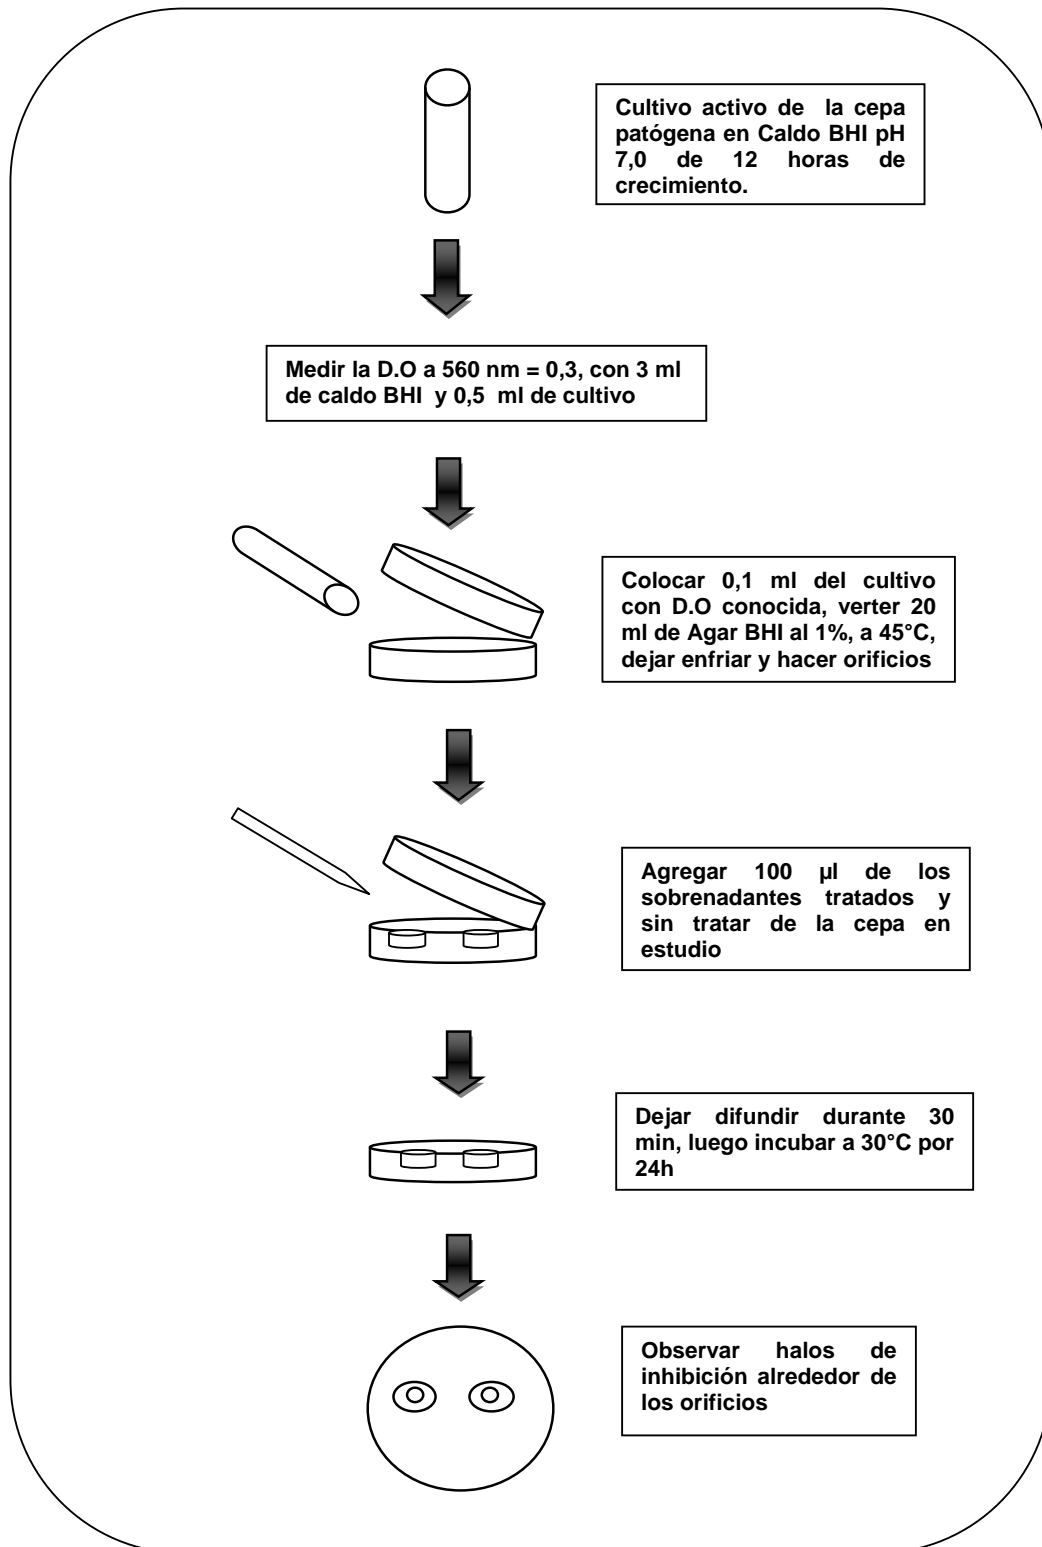 Cultivo activo de la cepa
patógena en Caldo BHI pH
7,0 de 12 horas de
crecimiento.
Medir la D.O a 560 nm = 0,3, con 3 ml
de caldo BHI y 0,5 ml de cultivo
Colocar 0,1 ml del cultivo
con D.O conocida, verter 20
ml de Agar BHI al 1%, a 45°C,
dejar enfriar y hacer orificios
Agregar 100 µl de los
sobrenadantes tratados y
sin tratar de la cepa en
estudio
Dejar difundir durante 30
min, luego incubar a 30°C por
24h
Observar halos de
inhibición alrededor de
los orificios